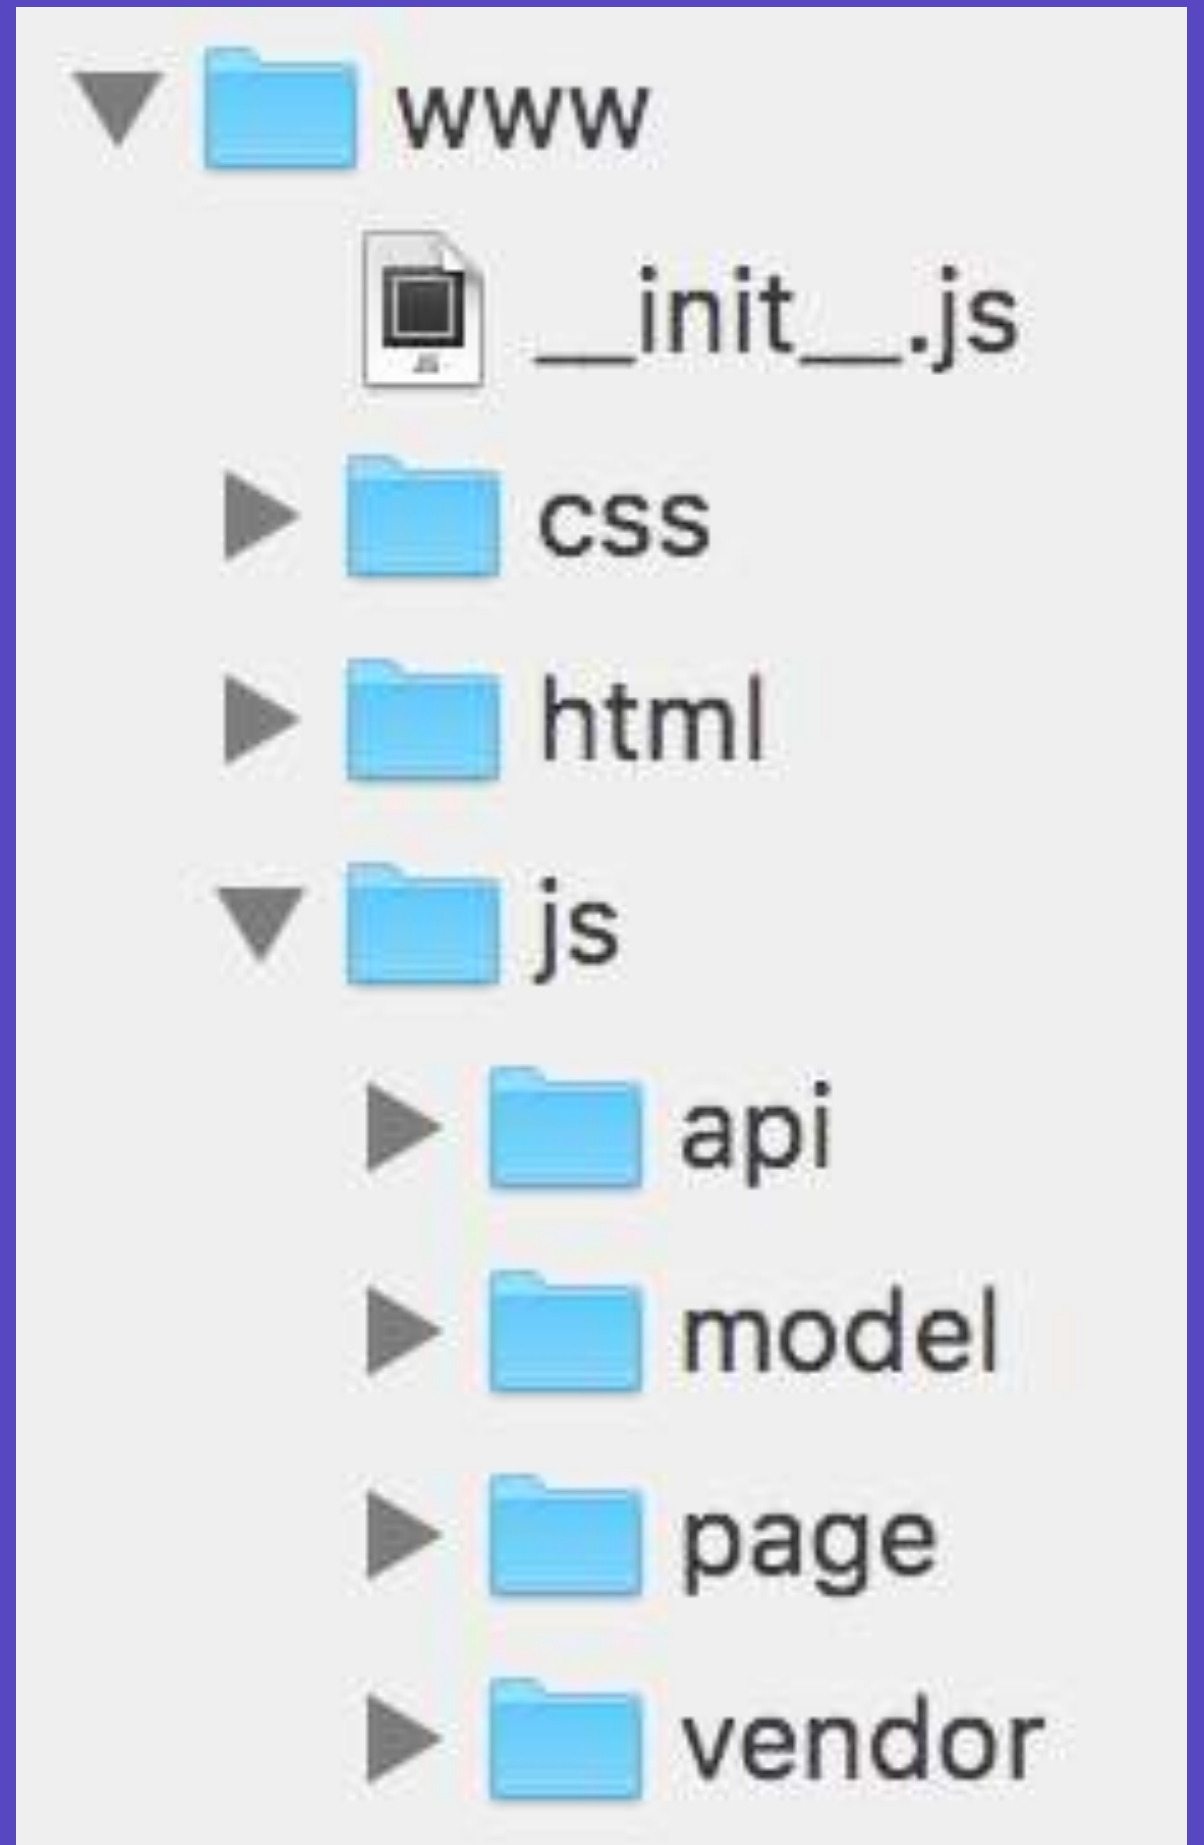 www
__init__.js
css
html
js
api
model
page
vendor